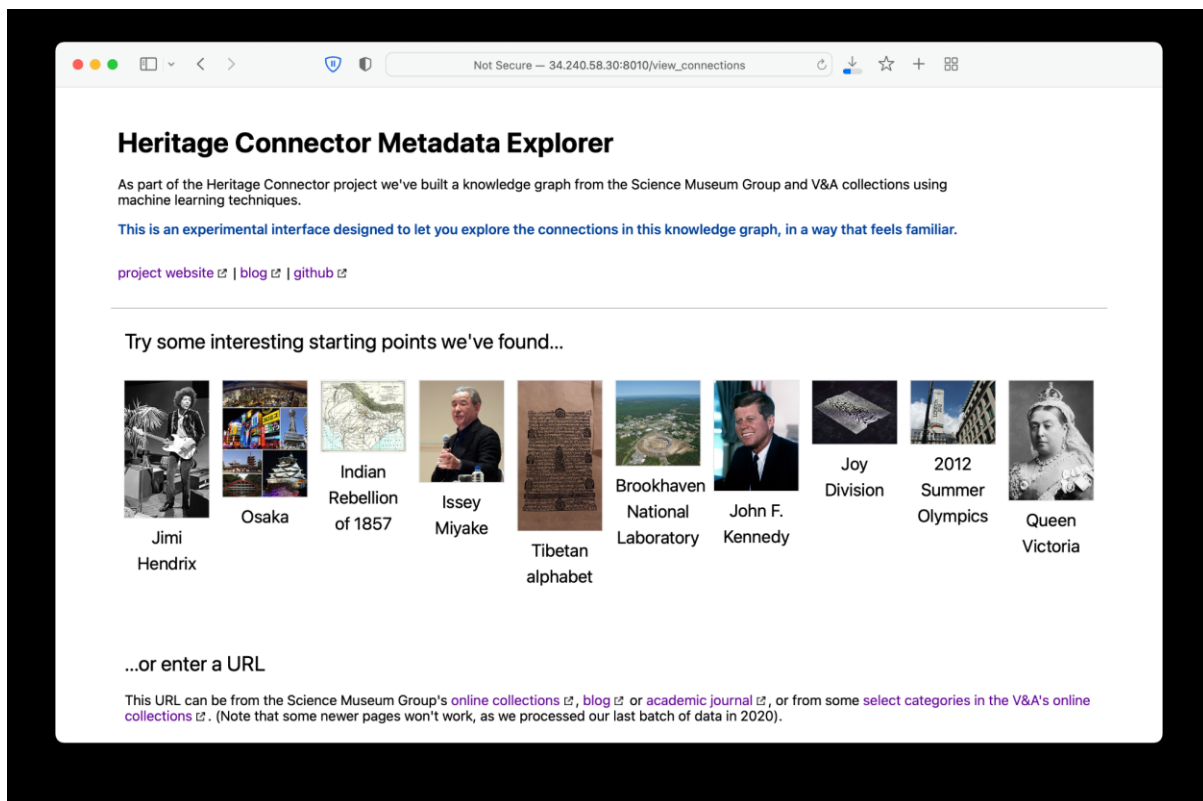 Not Secure — 34.240.58.30:8010/view_connections
Heritage Connector Metadata Explorer
As part of the Heritage Connector project we've built a knowledge graph from the Science Museum Group and V&A collections using
machine learning techniques.
This is an experimental interface designed to let you explore the connections in this knowledge graph, in a way that feels familiar.
project website | blog | github
Try some interesting starting points we've found...
Jimi
Hendrix
Osaka
Indian
Rebellion
of 1857
Issey
Miyake
Tibetan
alphabet
Brookhaven
National
Laboratory
John F.
Kennedy
Joy
Division
2012
Summer
Olympics
Queen
Victoria
...or enter a URL
This URL can be from the Science Museum Group's online collections, blog or academic journal, or from some select categories in the V&A's online
collections. (Note that some newer pages won't work, as we processed our last batch of data in 2020).